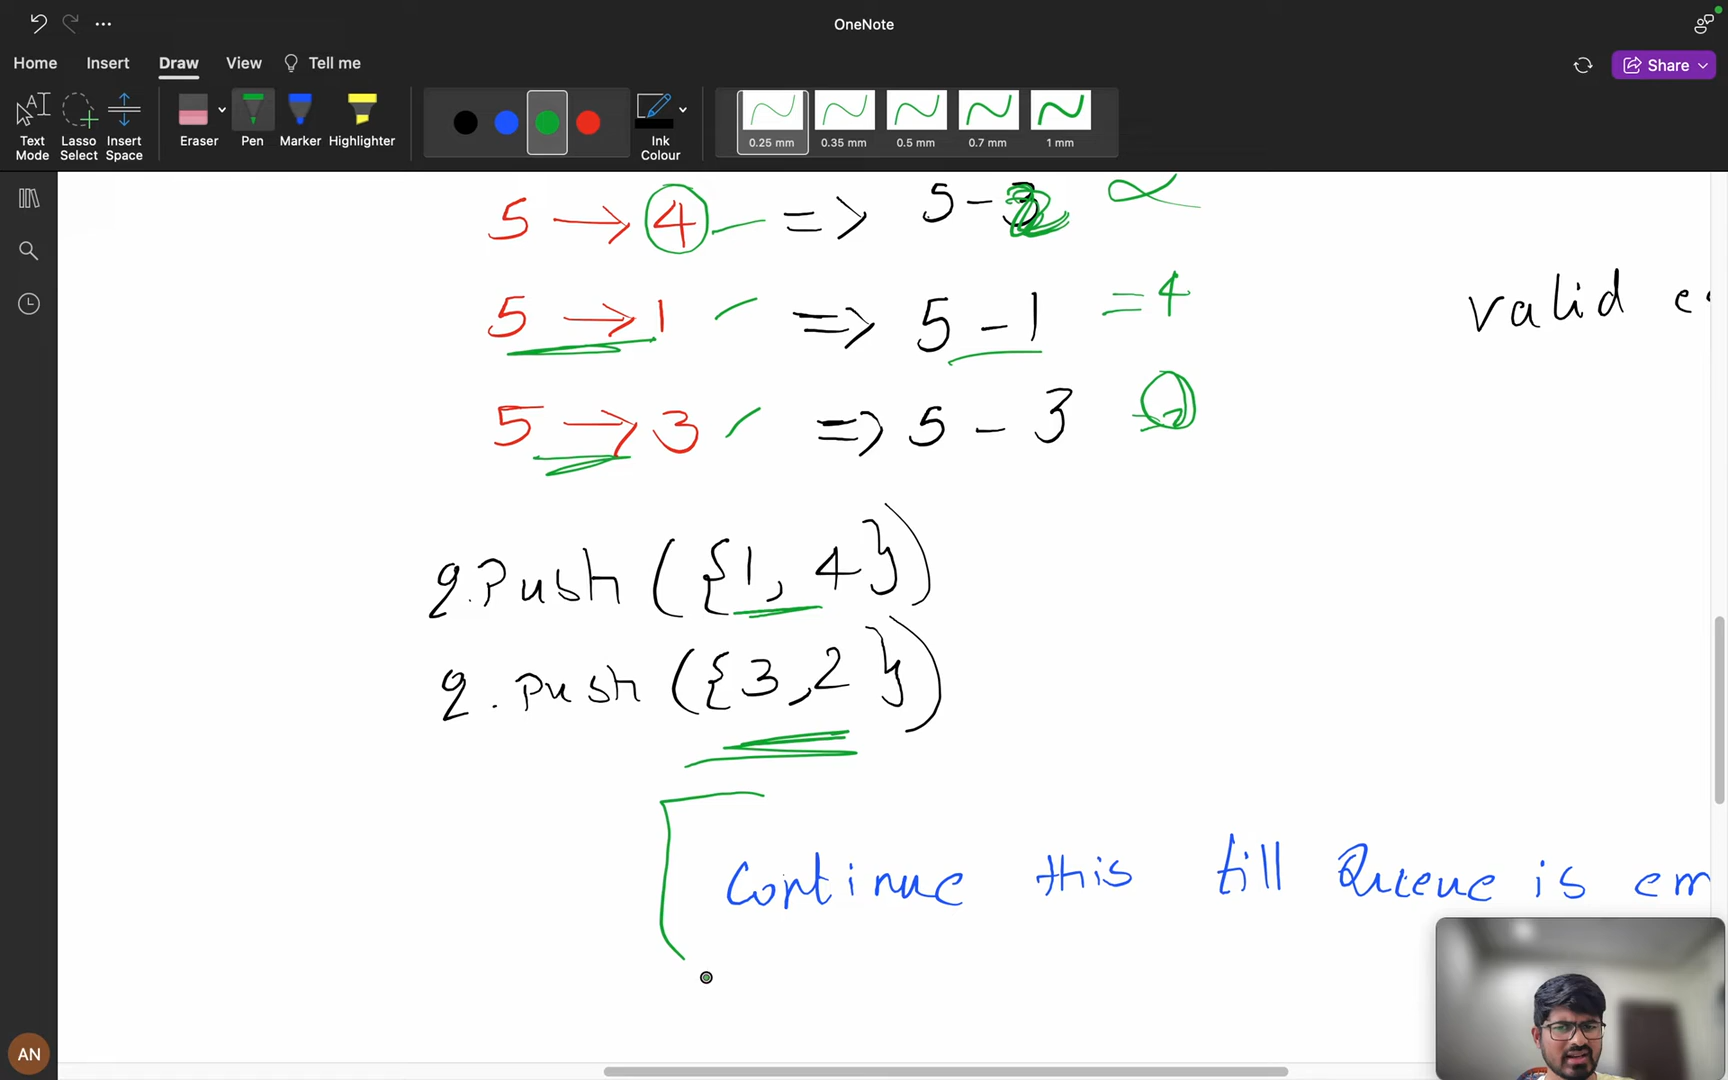 OneNote
Home Insert Draw View Tell me
Share
Text Mode
Lasso Select
Insert Space
Eraser
Pen
Marker
Highlighter
Ink Colour
0.25 mm
0.35 mm
0.5 mm
0.7 mm
1 mm
5 → 4 => 5 -
5 → 1 => 5 - 1 = 4
valid
5 → 3 => 5 - 3
q.push({1, 4})
q.push({3,2})
Continue this till Queue is em
AN